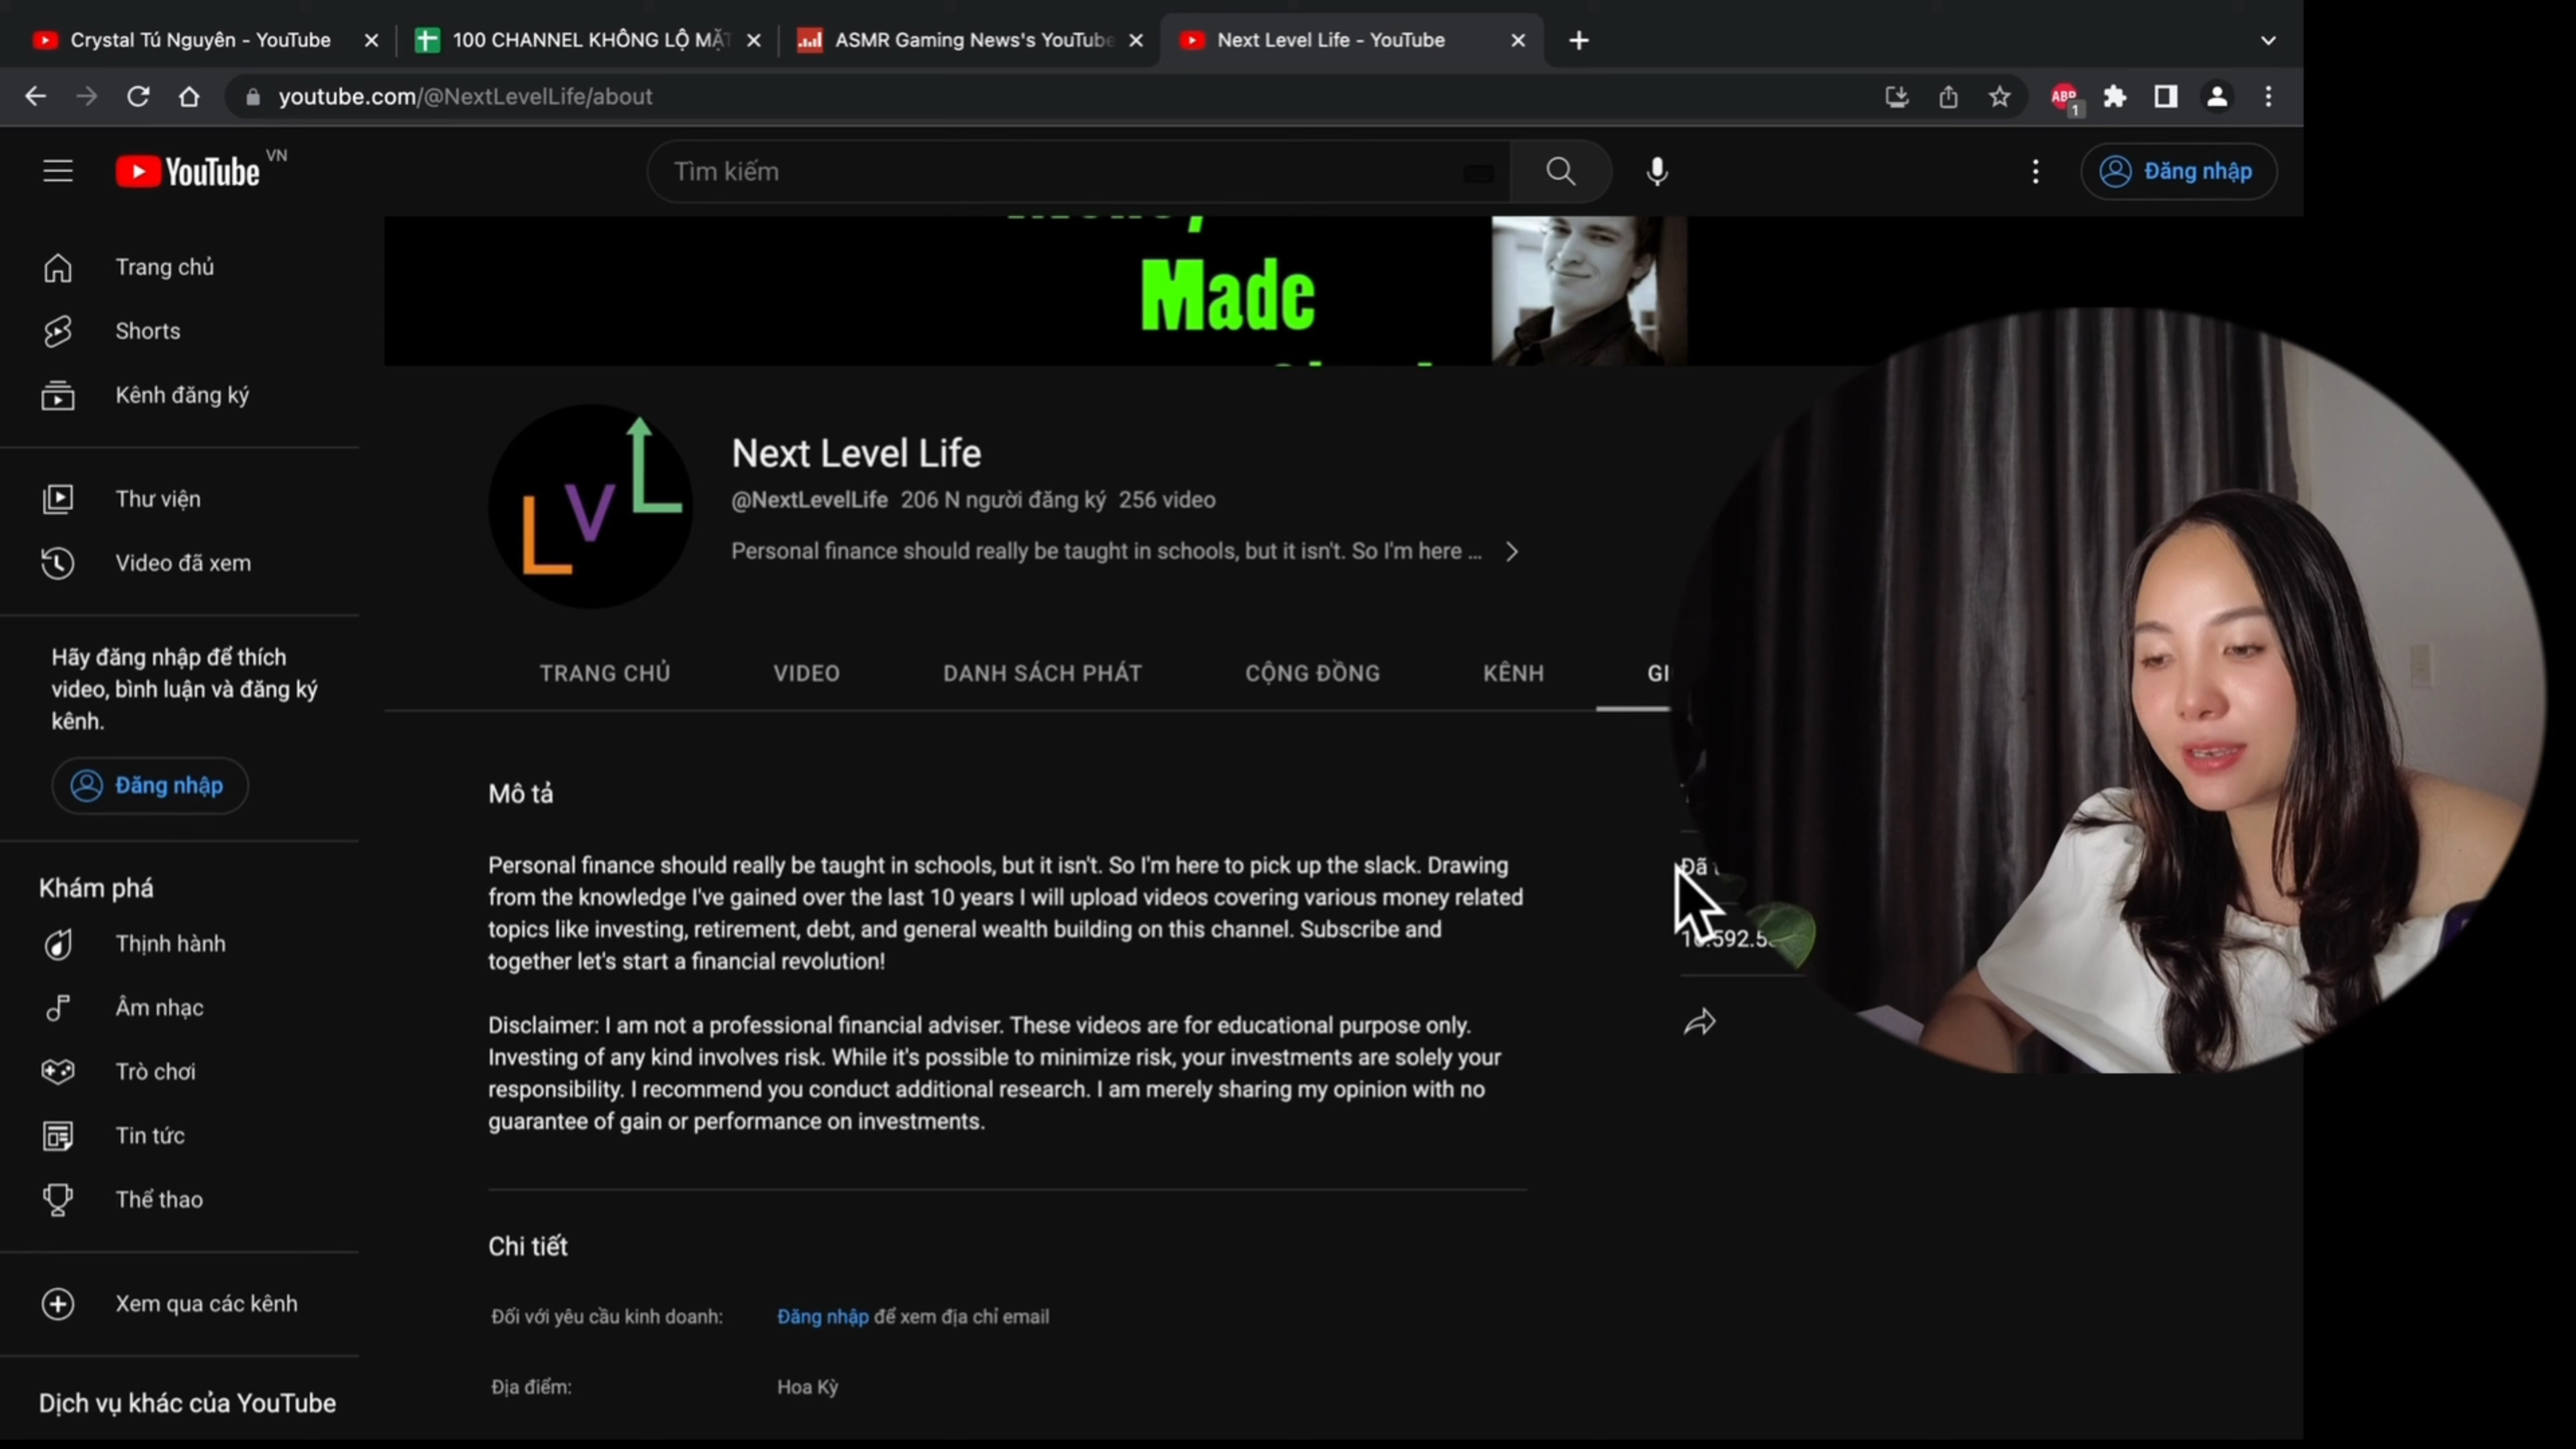 Crystal Tú Nguyên - YouTube
100 CHANNEL KHÔNG LỘ MẶT
ASMR Gaming News's YouTube
Next Level Life - YouTube
youtube.com/@NextLevelLife/about
ABP
1
YouTube VN
Tìm kiếm
Đăng nhập
Trang chủ
Shorts
Kênh đăng ký
Thư viện
Video đã xem
Hãy đăng nhập để thích
video, bình luận và đăng ký
kênh.
Đăng nhập
Khám phá
Thịnh hành
Âm nhạc
Trò chơi
Tin tức
Thể thao
Xem qua các kênh
Dịch vụ khác của YouTube
Made
LVL
Next Level Life
@NextLevelLife 206 N người đăng ký 256 video
Personal finance should really be taught in schools, but it isn't. So I'm here ...
TRANG CHỦ VIDEO DANH SÁCH PHÁT CỘNG ĐỒNG KÊNH
Mô tả
Personal finance should really be taught in schools, but it isn't. So I'm here to pick up the slack. Drawing
from the knowledge I've gained over the last 10 years I will upload videos covering various money related
topics like investing, retirement, debt, and general wealth building on this channel. Subscribe and
together let's start a financial revolution!
Disclaimer: I am not a professional financial adviser. These videos are for educational purpose only.
Investing of any kind involves risk. While it's possible to minimize risk, your investments are solely your
responsibility. I recommend you conduct additional research. I am merely sharing my opinion with no
guarantee of gain or performance on investments.
Đã
Chi tiết
Đối với yêu cầu kinh doanh: Đăng nhập để xem địa chỉ email
Địa điểm: Hoa Kỳ